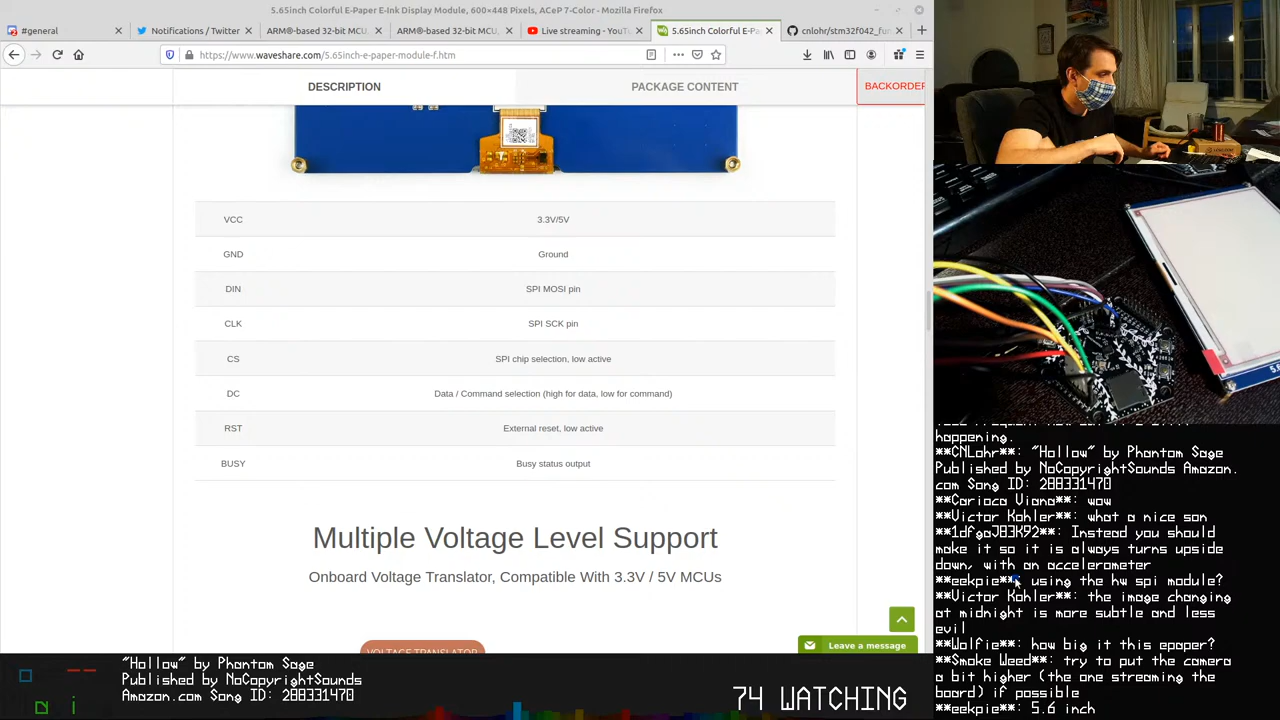 5.65inch Colorful E-Paper E-Ink Display Module, 600×448 Pixels, ACeP 7-Color - Mozilla Firefox
#general
Notifications / Twitter
ARM®-based 32-bit MCU,
ARM®-based 32-bit MCU,
Live streaming - YouT
5.65inch Colorful E-Pa
cnlohr/stm32f042_fun
https://www.waveshare.com/5.65inch-e-paper-module-f.htm
DESCRIPTION
PACKAGE CONTENT
BACKORDER
VCC 3.3V/5V
GND Ground
DIN SPI MOSI pin
CLK SPI SCK pin
CS SPI chip selection, low active
DC Data / Command selection (high for data, low for command)
RST External reset, low active
BUSY Busy status output
Multiple Voltage Level Support
Onboard Voltage Translator, Compatible With 3.3V / 5V MCUs
VOLTAGE TRANSLATOR
Leave a message
happening.
**CNLohr**: "Hollow" by Phantom Sage
Published by NoCopyrightSounds Amazon.
com Song ID: 288331470
**Carioca Viana**: wow
**Victor Kohler**: what a nice son
**1dfgaJ83K92**: Instead you should
make it so it is always turns upside
down, with an accelerometer
**eekpie**: using the hw spi module?
**Victor Kohler**: the image changing
at midnight is more subtle and less
evil
**Wolfie**: how big it this epaper?
**Smoke Weed**: try to put the camera
a bit higher (the one streaming the
board) if possible
**eekpie**: 5.6 inch
"Hollow" by Phantom Sage
Published by NoCopyrightSounds
Amazon.com Song ID: 288331470
74 WATCHING